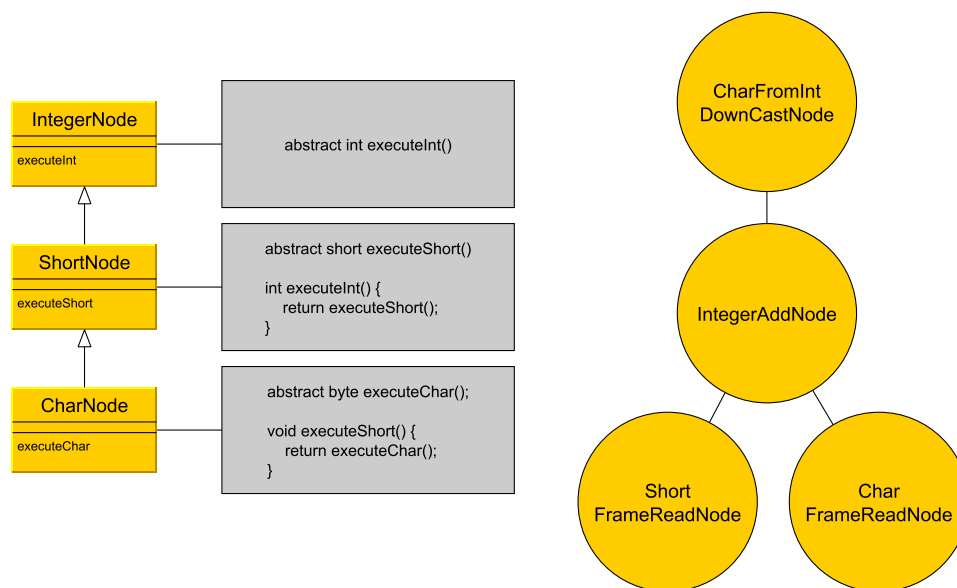 IntegerNode
executeInt
abstract int executeInt()
ShortNode
executeShort
abstract short executeShort()
int executeInt() {
return executeShort();
}
CharNode
executeChar
abstract byte executeChar();
void executeShort() {
return executeChar();
}
CharFromInt
DownCastNode
IntegerAddNode
Short
FrameReadNode
Char
FrameReadNode